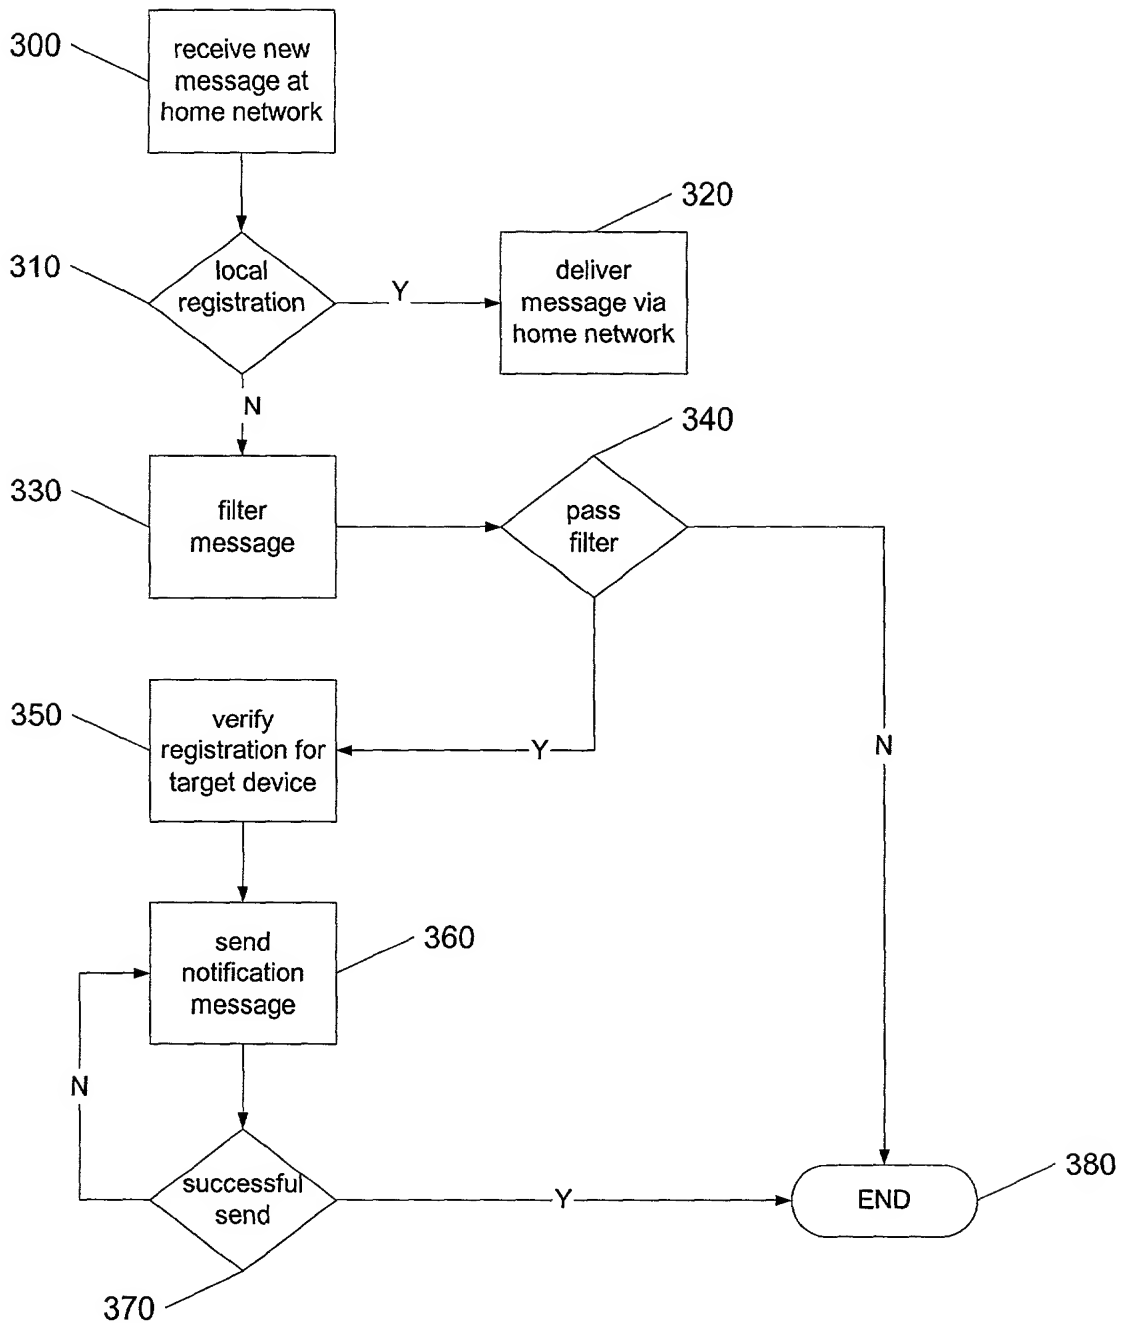 300
receive new
message at
home network
310
local
registration
Y
320
deliver
message via
home network
N
330
filter
message
340
pass
filter
350
verify
registration for
target device
Y
N
360
send
notification
message
N
370
successful
send
Y
END
380